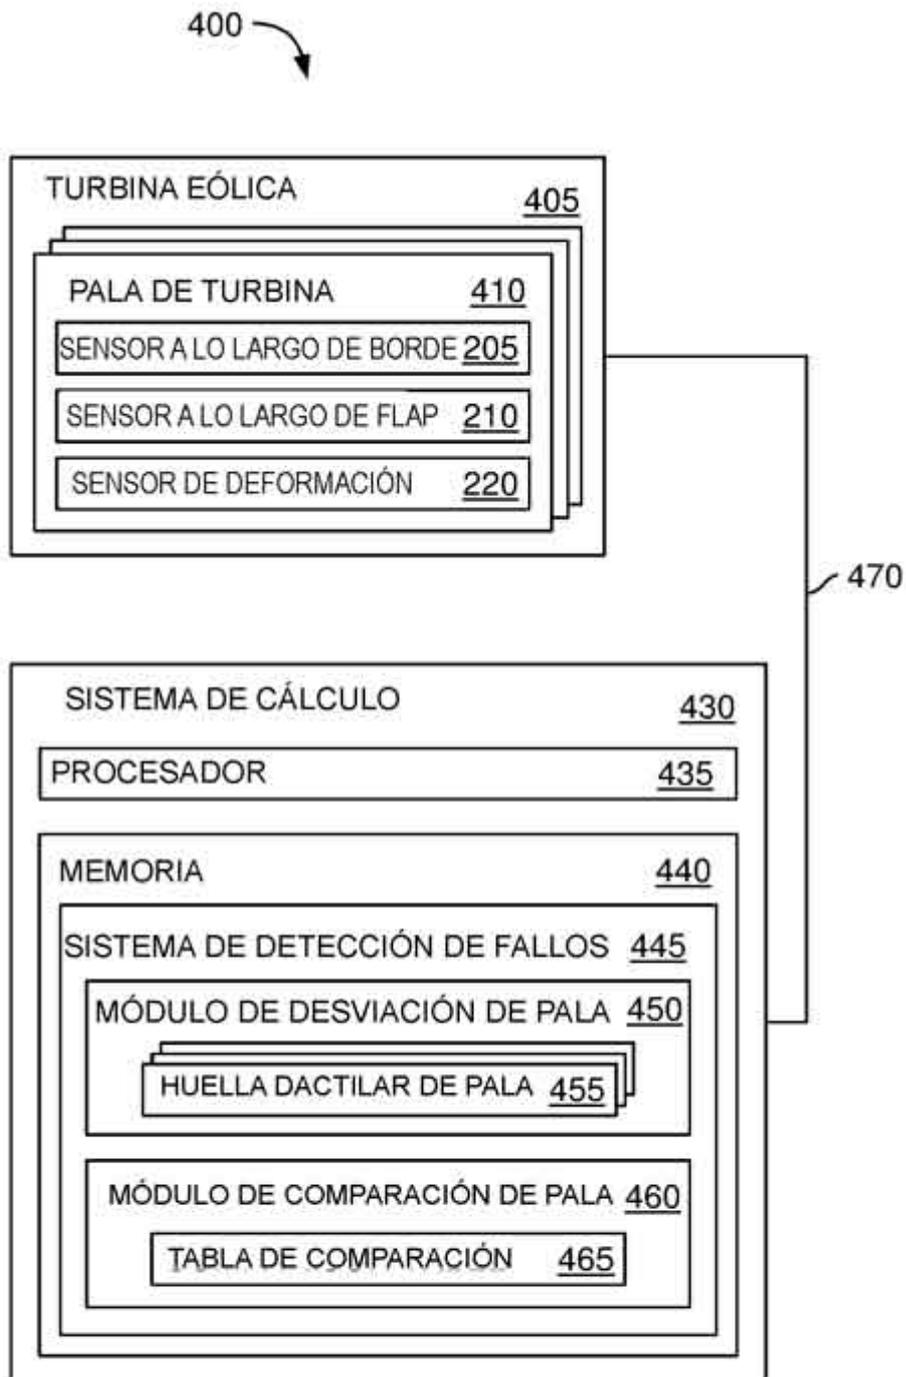 400
TURBINA EÓLICA 405
PALA DE TURBINA 410
SENSOR A LO LARGO DE BORDE 205
SENSOR A LO LARGO DE FLAP 210
SENSOR DE DEFORMACIÓN 220
470
SISTEMA DE CÁLCULO 430
PROCESADOR 435
MEMORIA 440
SISTEMA DE DETECCIÓN DE FALLOS 445
MÓDULO DE DESVIACIÓN DE PALA 450
HUELLA DACTILAR DE PALA 455
MÓDULO DE COMPARACIÓN DE PALA 460
TABLA DE COMPARACIÓN 465